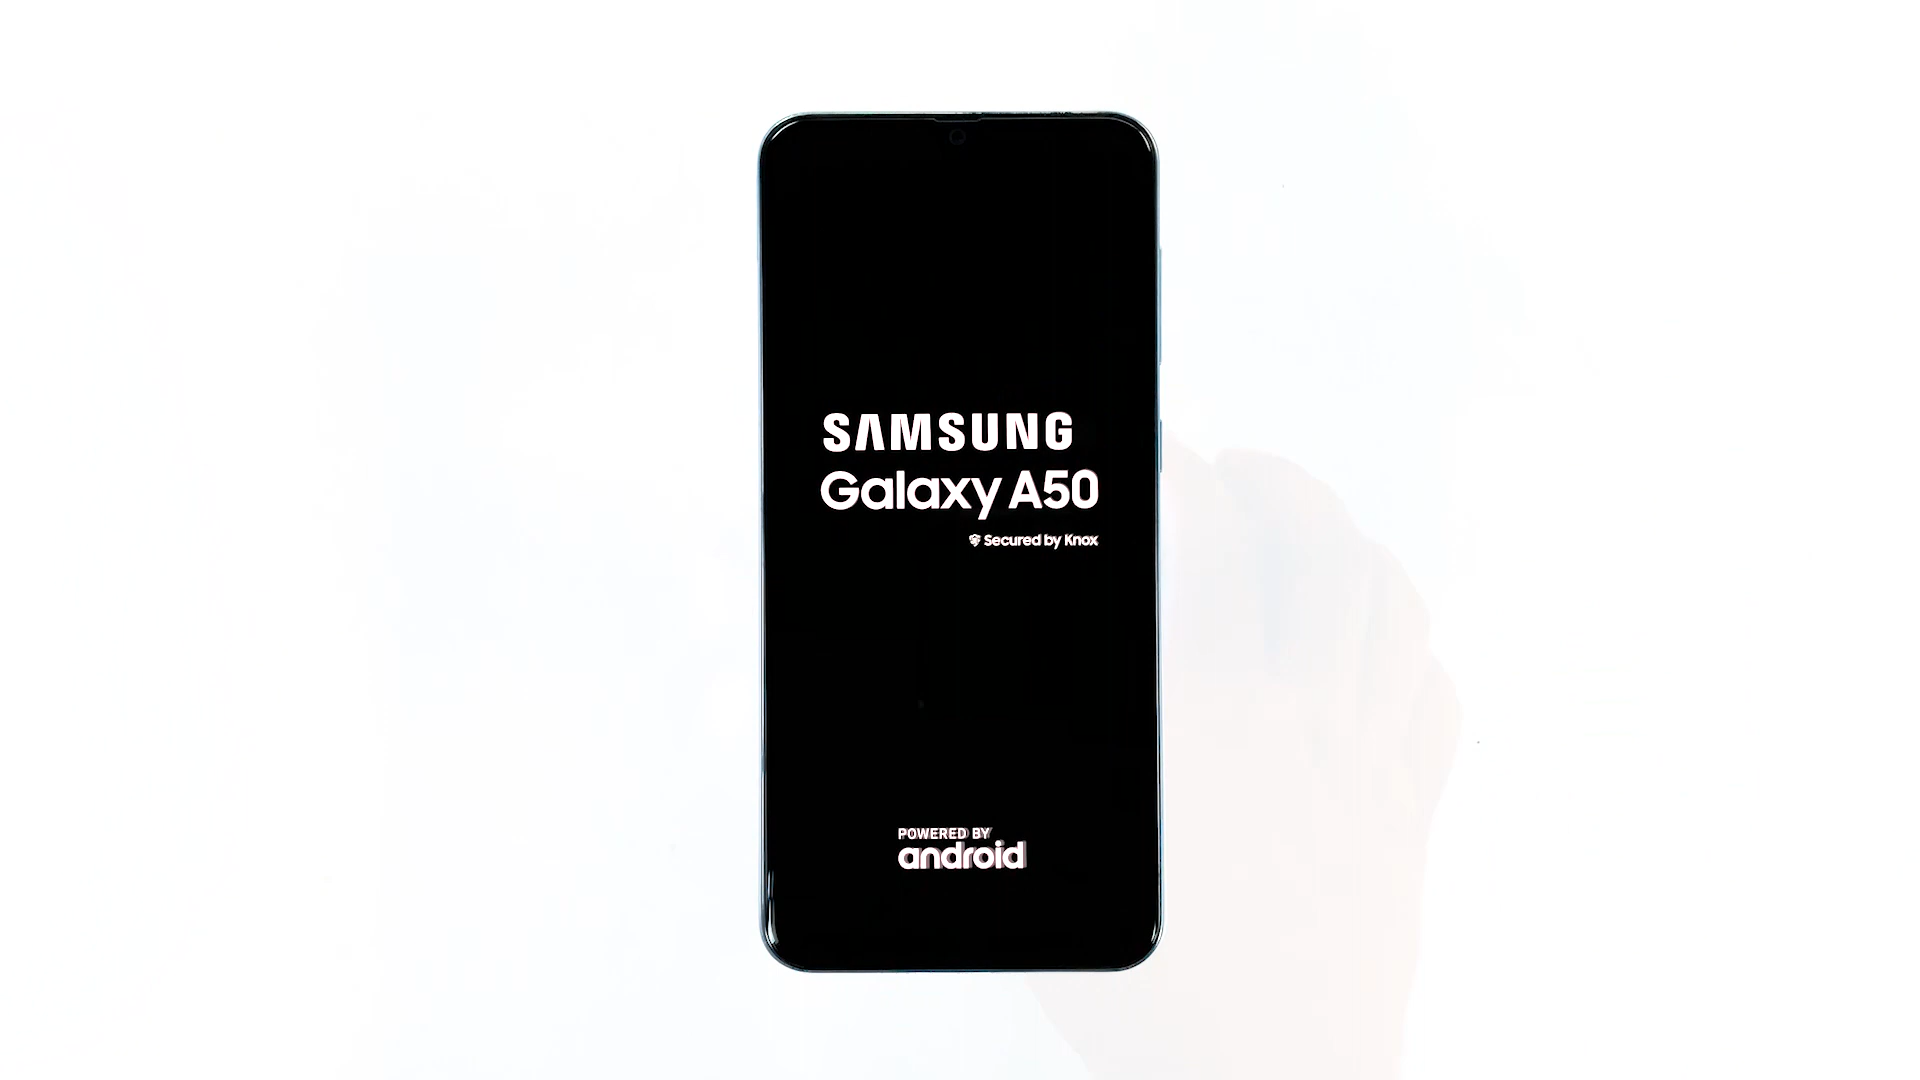 SAMSUNG
Galaxy A50
Secured by Knox
POWERED BY
android